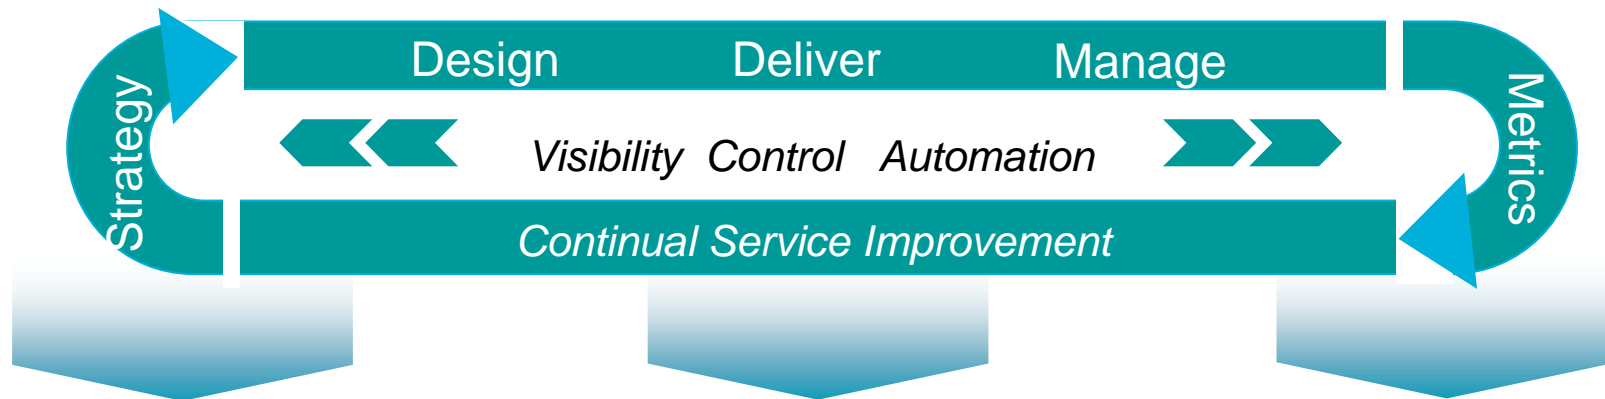 Design Deliver Manage
Strategy
Metrics
Visibility Control Automation
Continual Service Improvement